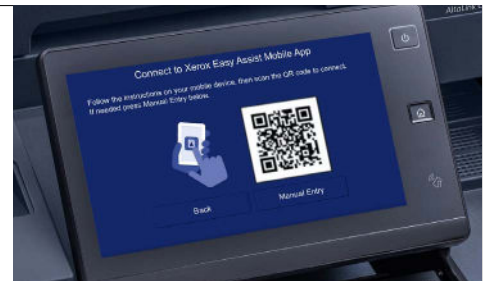 AltaLink
Connect to Xerox Easy Assist Mobile App
Follow the instructions on your mobile device, then scan the QR code to connect.
If needed press Manual Entry below.
Back
Manual Entry